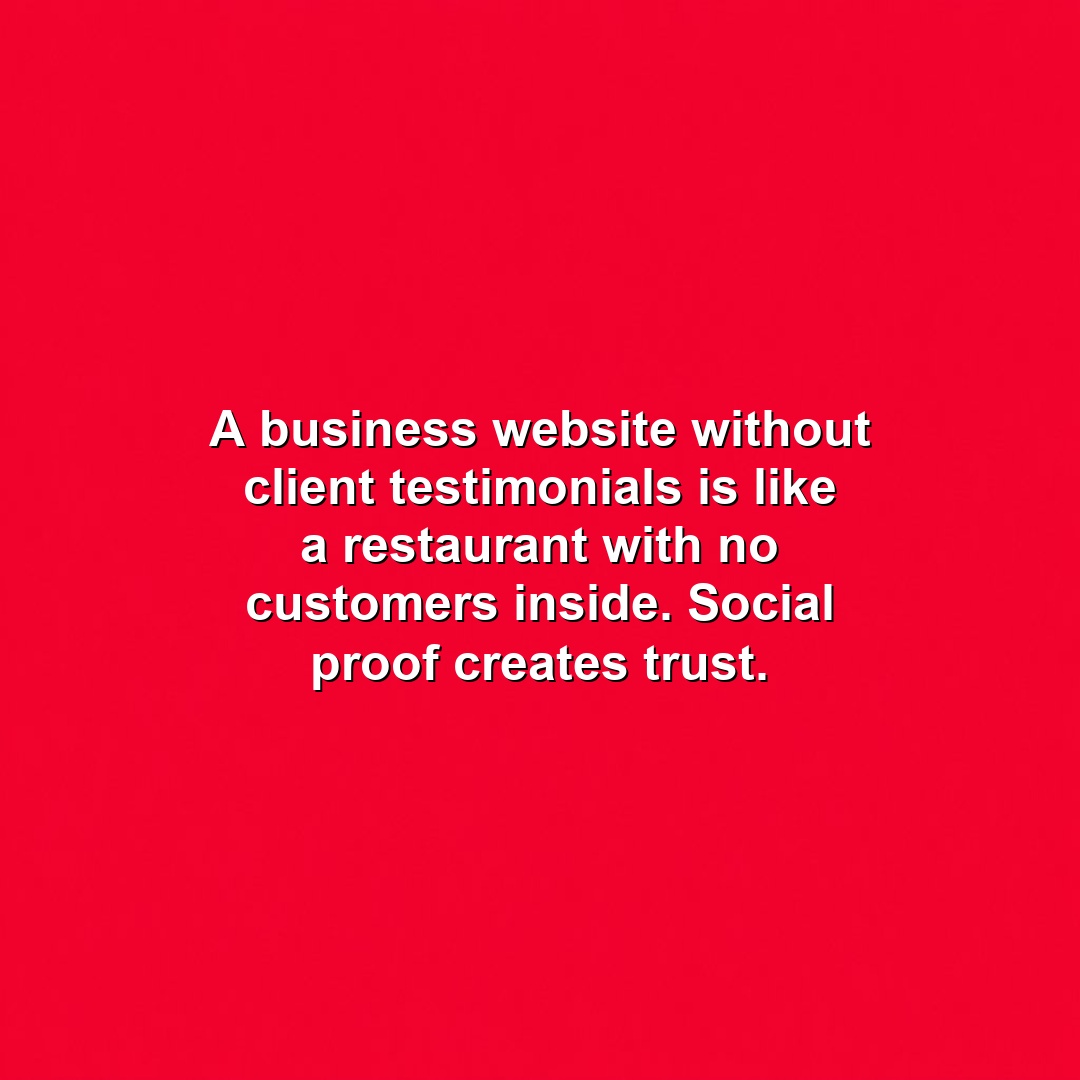 A business website without
client testimonials is like
a restaurant with no
customers inside. Social
proof creates trust.